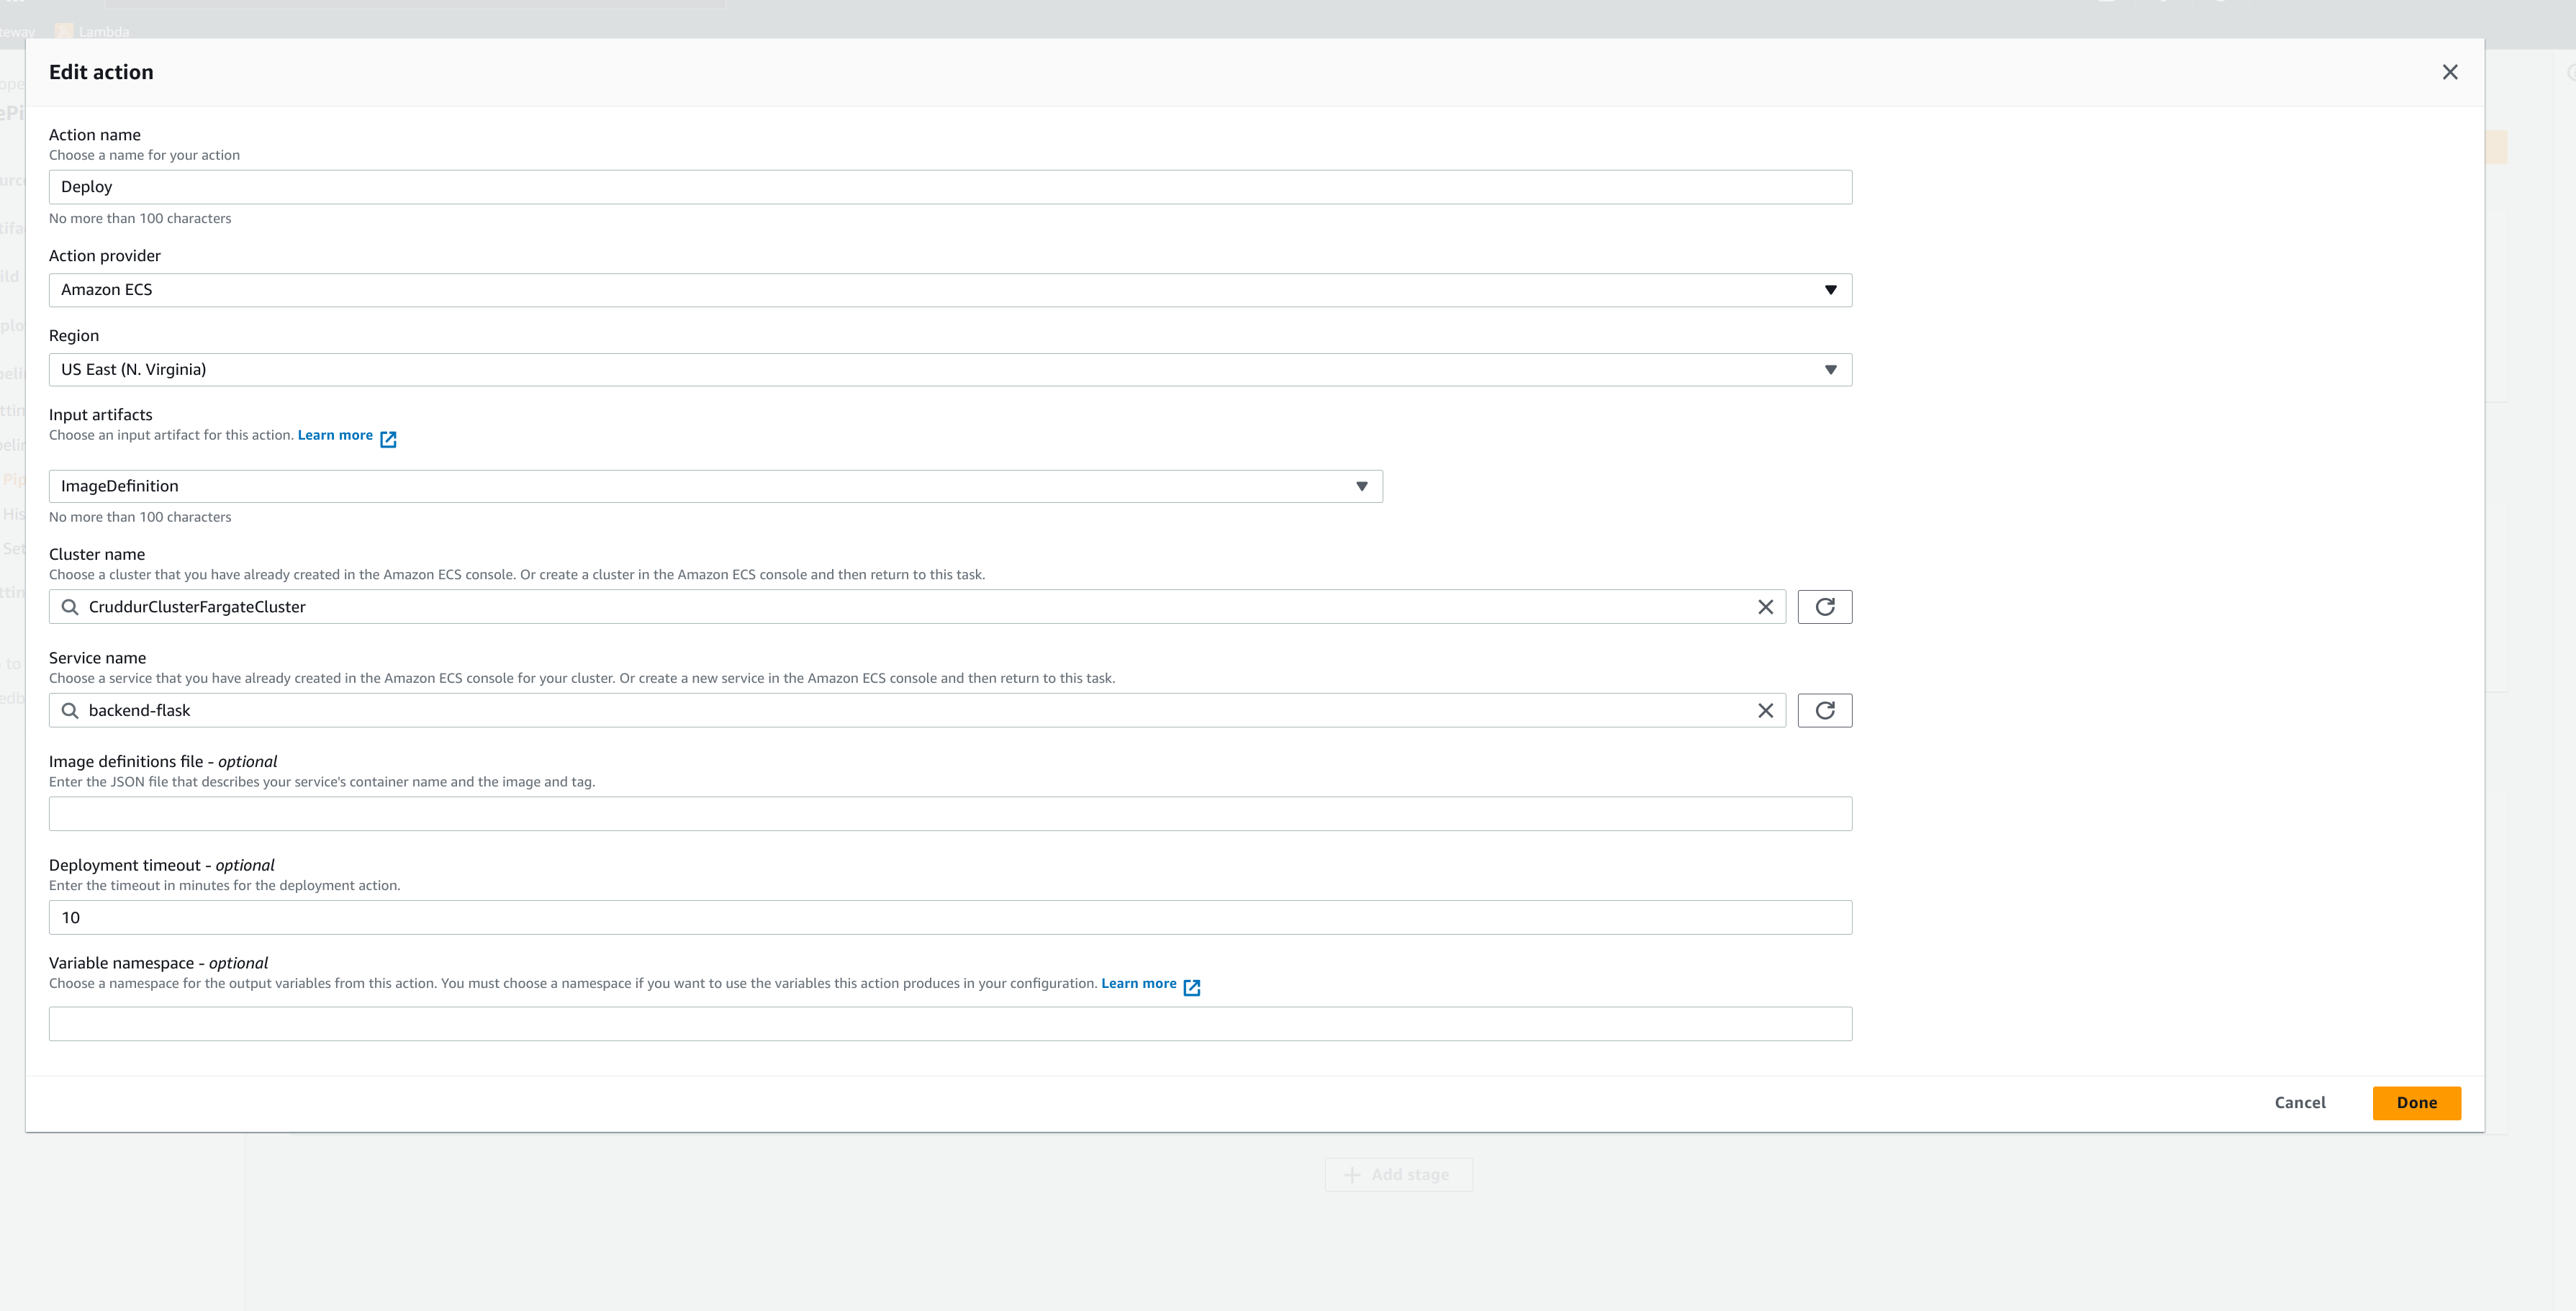 Lambda
Edit action
Action name
Choose a name for your action
Deploy
No more than 100 characters
Action provider
Amazon ECS
Region
US East (N. Virginia)
Input artifacts
Choose an input artifact for this action. Learn more
ImageDefinition
No more than 100 characters
Cluster name
Choose a cluster that you have already created in the Amazon ECS console. Or create a cluster in the Amazon ECS console and then return to this task.
CruddurClusterFargateCluster
Service name
Choose a service that you have already created in the Amazon ECS console for your cluster. Or create a new service in the Amazon ECS console and then return to this task.
backend-flask
Image definitions file - optional
Enter the JSON file that describes your service's container name and the image and tag.
Deployment timeout - optional
Enter the timeout in minutes for the deployment action.
10
Variable namespace - optional
Choose a namespace for the output variables from this action. You must choose a namespace if you want to use the variables this action produces in your configuration. Learn more
Cancel Done
Add stage